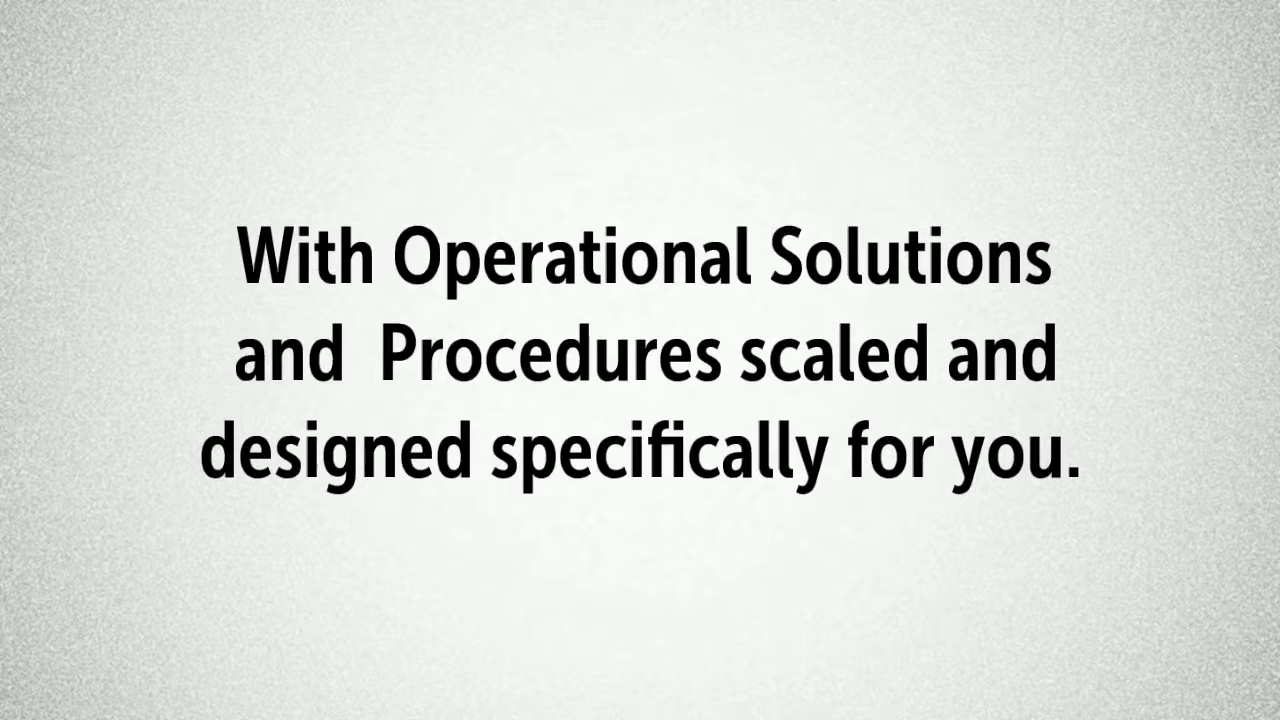 With Operational Solutions
and  Procedures scaled and
designed specifically for you.